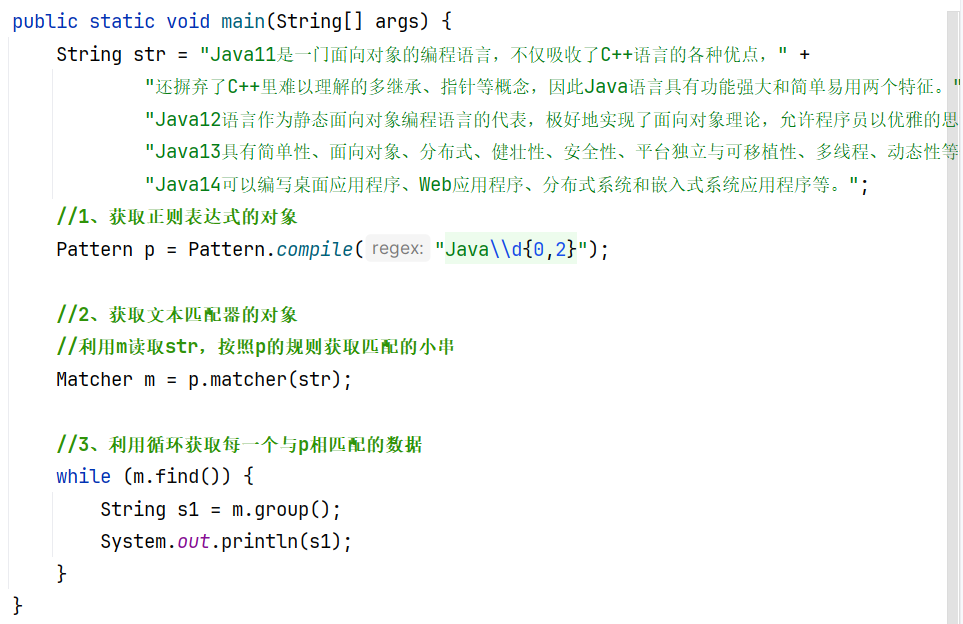 public static void main(String[] args) {
String str = "Java11是一门面向对象的编程语言，不仅吸收了C++语言的各种优点，" +
"还摒弃了C++里难以理解的多继承、指针等概念，因此Java语言具有功能强大和简单易用两个特征。"
"Java12语言作为静态面向对象编程语言的代表，极好地实现了面向对象理论，允许程序员以优雅的思
"Java13具有简单性、面向对象、分布式、健壮性、安全性、平台独立与可移植性、多线程、动态性等
"Java14可以编写桌面应用程序、Web应用程序、分布式系统和嵌入式系统应用程序等。";
//1、获取正则表达式的对象
Pattern p = Pattern.compile( regex: "Java\\d{0,2}");
//2、获取文本匹配器的对象
//利用m读取str，按照p的规则获取匹配的小串
Matcher m = p.matcher(str);
//3、利用循环获取每一个与p相匹配的数据
while (m.find()) {
String s1 = m.group();
System.out.println(s1);
}
}